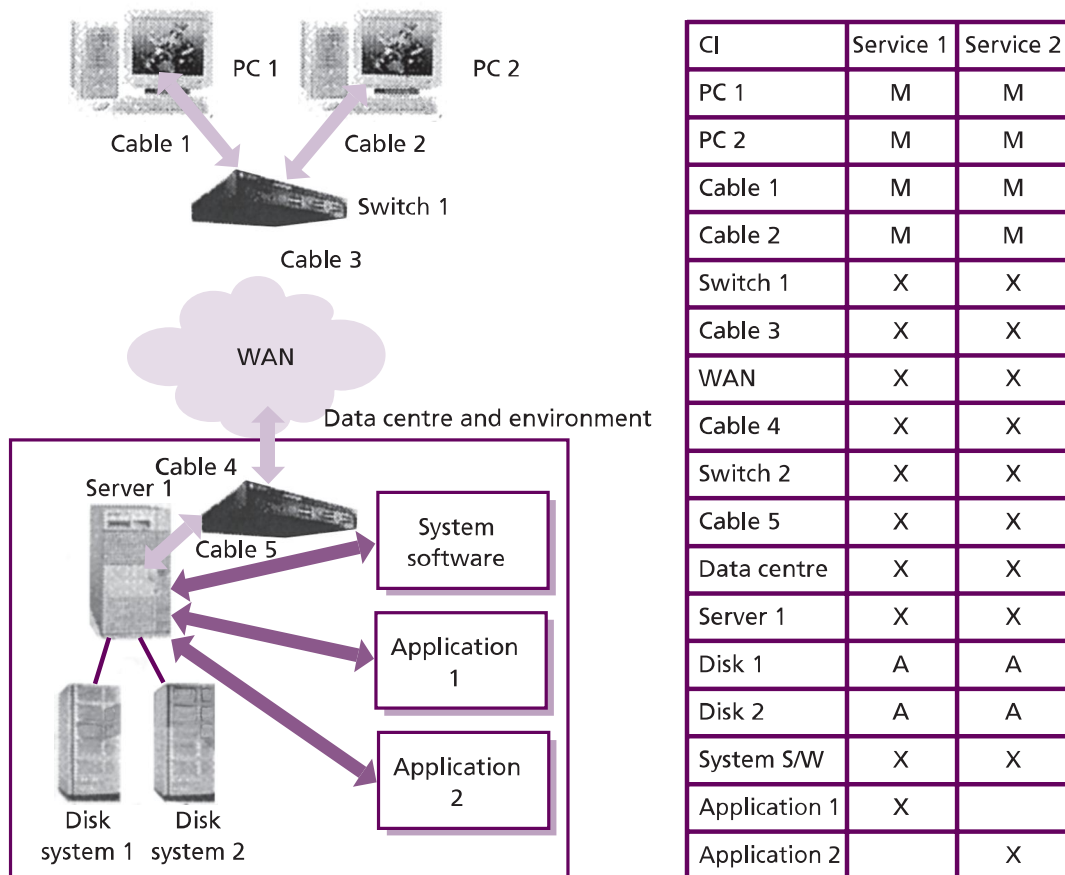 PC 1
PC 2
Cable 1
Cable 2
Switch 1
Cable 3
WAN
Data centre and environment
Cable 4
Server 1
Cable 5
System
software
Application
1
Application
2
Disk
system 1
Disk
system 2
CI Service 1 Service 2
PC 1 M M
PC 2 M M
Cable 1 M M
Cable 2 M M
Switch 1 X X
Cable 3 X X
WAN X X
Cable 4 X X
Switch 2 X X
Cable 5 X X
Data centre X X
Server 1 X X
Disk 1 A A
Disk 2 A A
System S/W X X
Application 1 X
Application 2 X